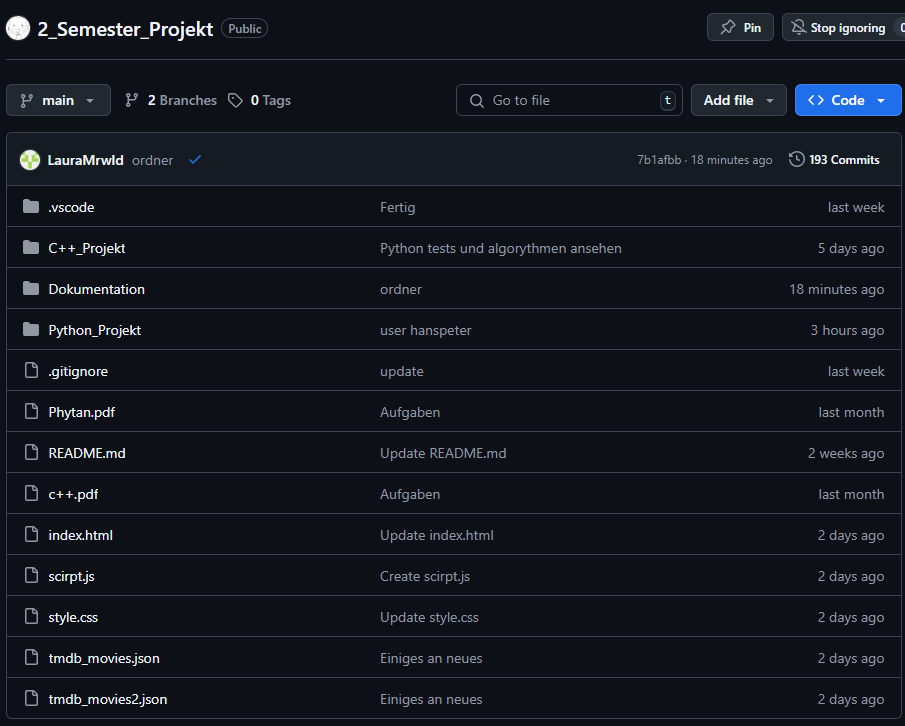 2_Semester_Projekt Public Pin Stop ignoring
main 2 Branches 0 Tags Go to file t Add file <> Code
LauraMrwld ordner 7b1afbb · 18 minutes ago 193 Commits
.vscode Fertig last week
C++_Projekt Python tests und algorythmen ansehen 5 days ago
Dokumentation ordner 18 minutes ago
Python_Projekt user hanspeter 3 hours ago
.gitignore update last week
Phytan.pdf Aufgaben last month
README.md Update README.md 2 weeks ago
c++.pdf Aufgaben last month
index.html Update index.html 2 days ago
scirpt.js Create scirpt.js 2 days ago
style.css Update style.css 2 days ago
tmdb_movies.json Einiges an neues 2 days ago
tmdb_movies2.json Einiges an neues 2 days ago